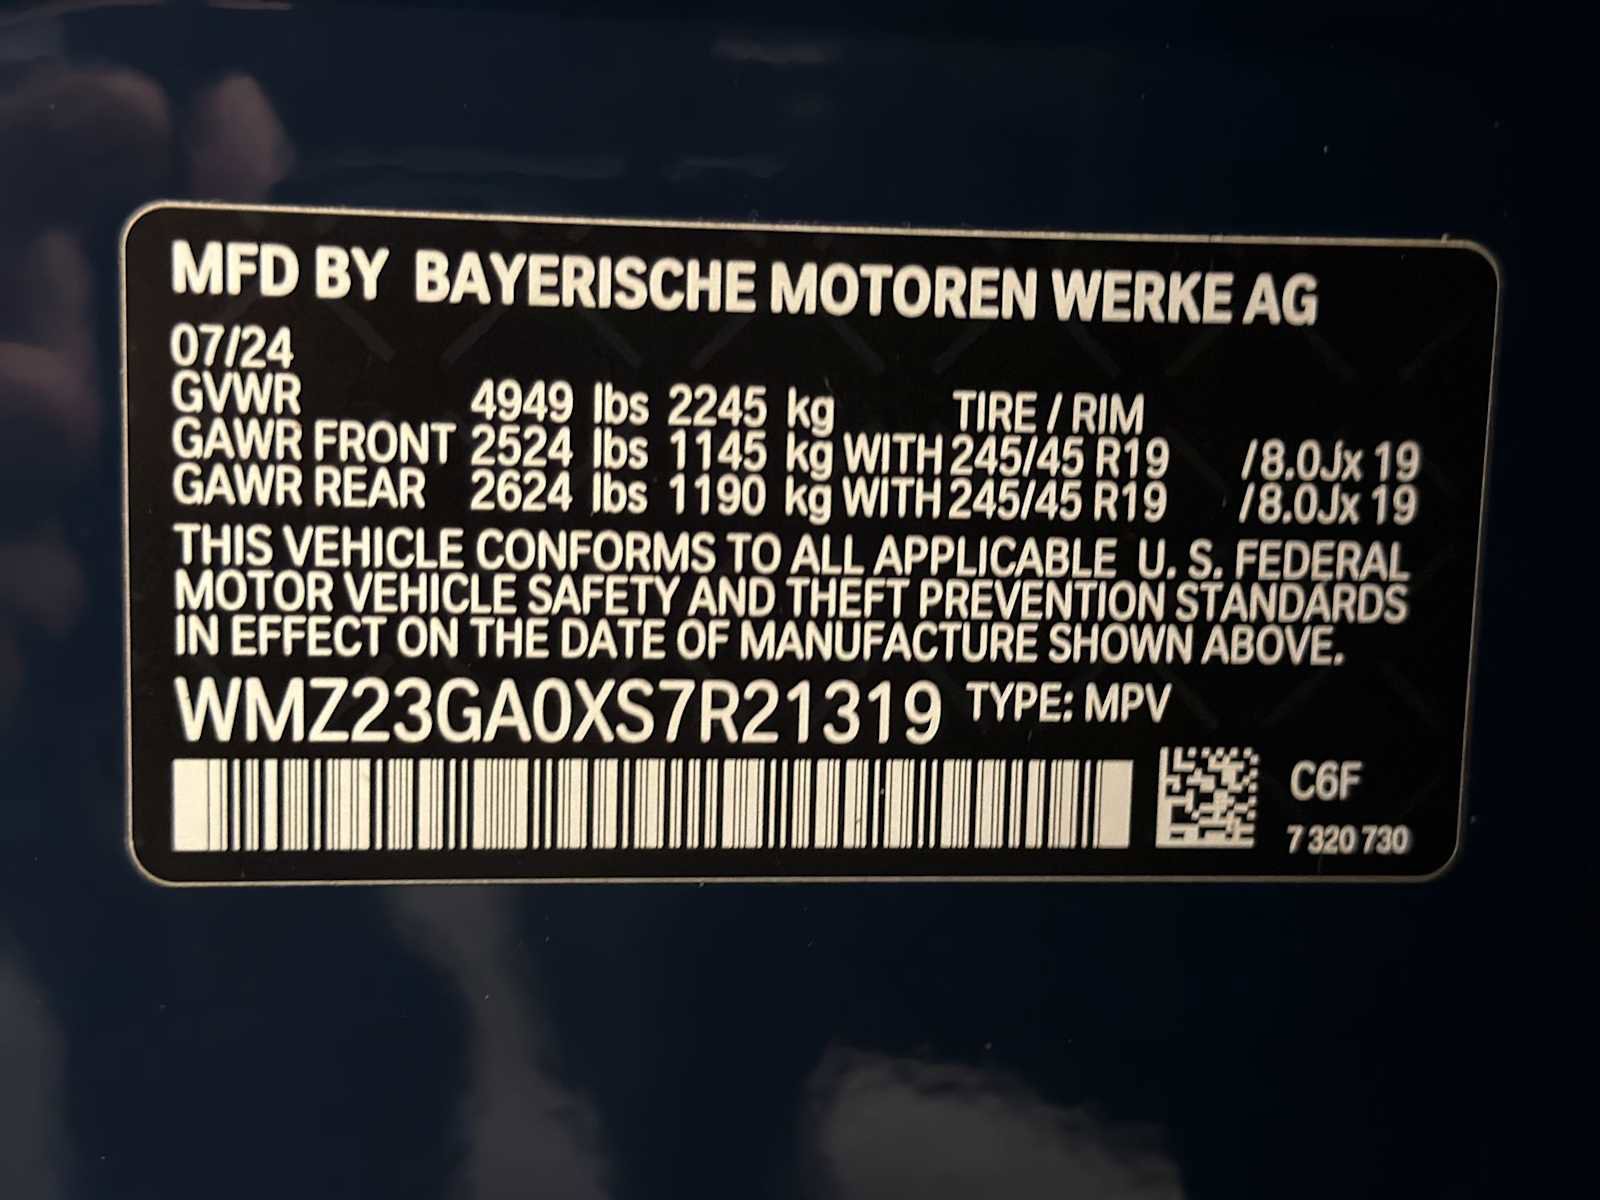 MFD BY BAYERISCHE MOTOREN WERKE AG
07/24
GVWR 4949 lbs 2245 kg TIRE / RIM
GAWR FRONT 2524 lbs 1145 kg WITH 245/45 R19 /8.0Jx 19
GAWR REAR 2624 lbs 1190 kg WITH 245/45 R19 /8.0Jx 19
THIS VEHICLE CONFORMS TO ALL APPLICABLE U. S. FEDERAL
MOTOR VEHICLE SAFETY AND THEFT PREVENTION STANDARDS
IN EFFECT ON THE DATE OF MANUFACTURE SHOWN ABOVE.
WMZ23GA0XS7R21319 TYPE: MPV
C6F
7 320 730